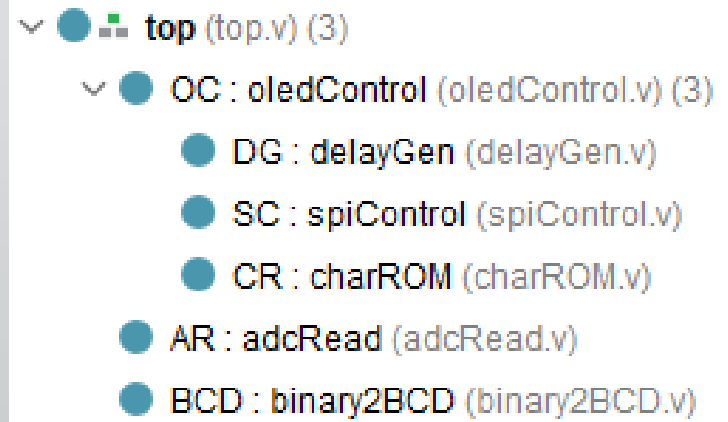 top (top.v) (3)
OC : oledControl (oledControl.v) (3)
DG : delayGen (delayGen.v)
SC : spiControl (spiControl.v)
CR : charROM (charROM.v)
AR : adcRead (adcRead.v)
BCD : binary2BCD (binary2BCD.v)